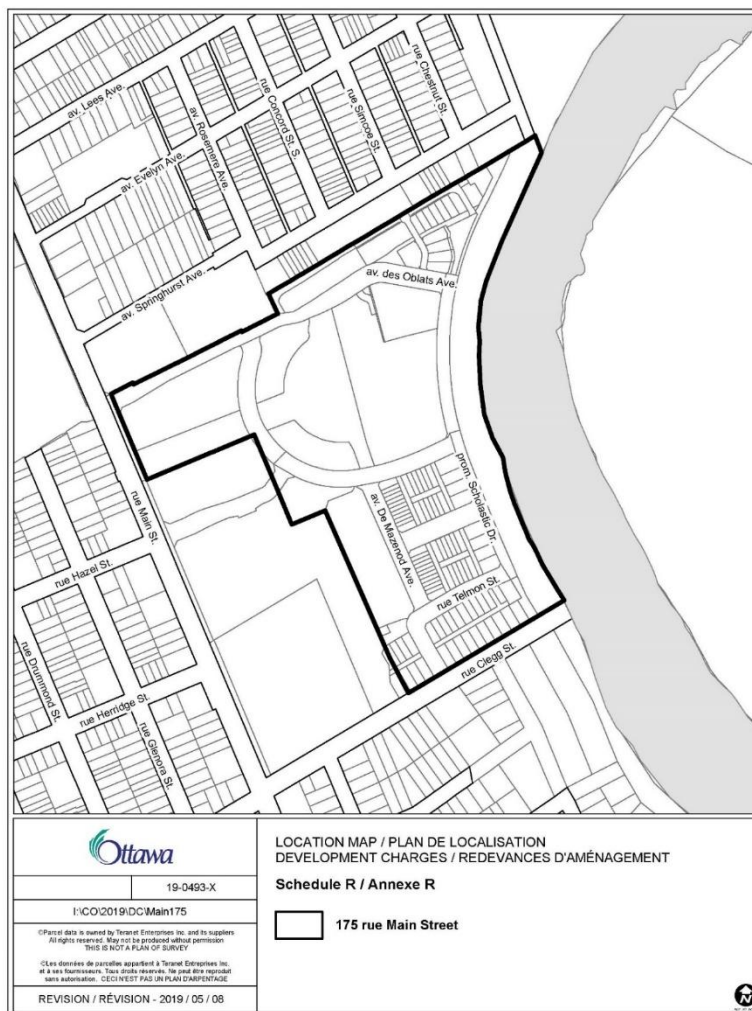 av. Lees Ave.
av. Rosemere Ave.
rue Concord St. S.
rue Simcoe St.
rue Chestnut St.
av. Evelyn Ave.
av. Springhurst Ave.
av. des Oblats Ave.
rue Main St.
prom. Scholastic Dr.
av. De Mazenod Ave.
rue Hazel St.
rue Telmon St.
rue Drummond St.
rue Clegg St.
rue Herridge St.
rue Glenora St.
Ottawa
19-0493-X
I:\CO\2019\DC\Main175
©Parcel data is owned by Teranet Enterprises Inc. and its suppliers
All rights reserved. May not be produced without permission
THIS IS NOT A PLAN OF SURVEY
©Les données de parcelles appartient à Teranet Entreprises Inc.
et à ses fournisseurs. Tous droits réservés. Ne peut être reproduit
sans autorisation. CECI N'EST PAS UN PLAN D'ARPENTAGE
REVISION / RÉVISION - 2019 / 05 / 08
LOCATION MAP / PLAN DE LOCALISATION
DEVELOPMENT CHARGES / REDEVANCES D'AMÉNAGEMENT
Schedule R / Annexe R
175 rue Main Street
N